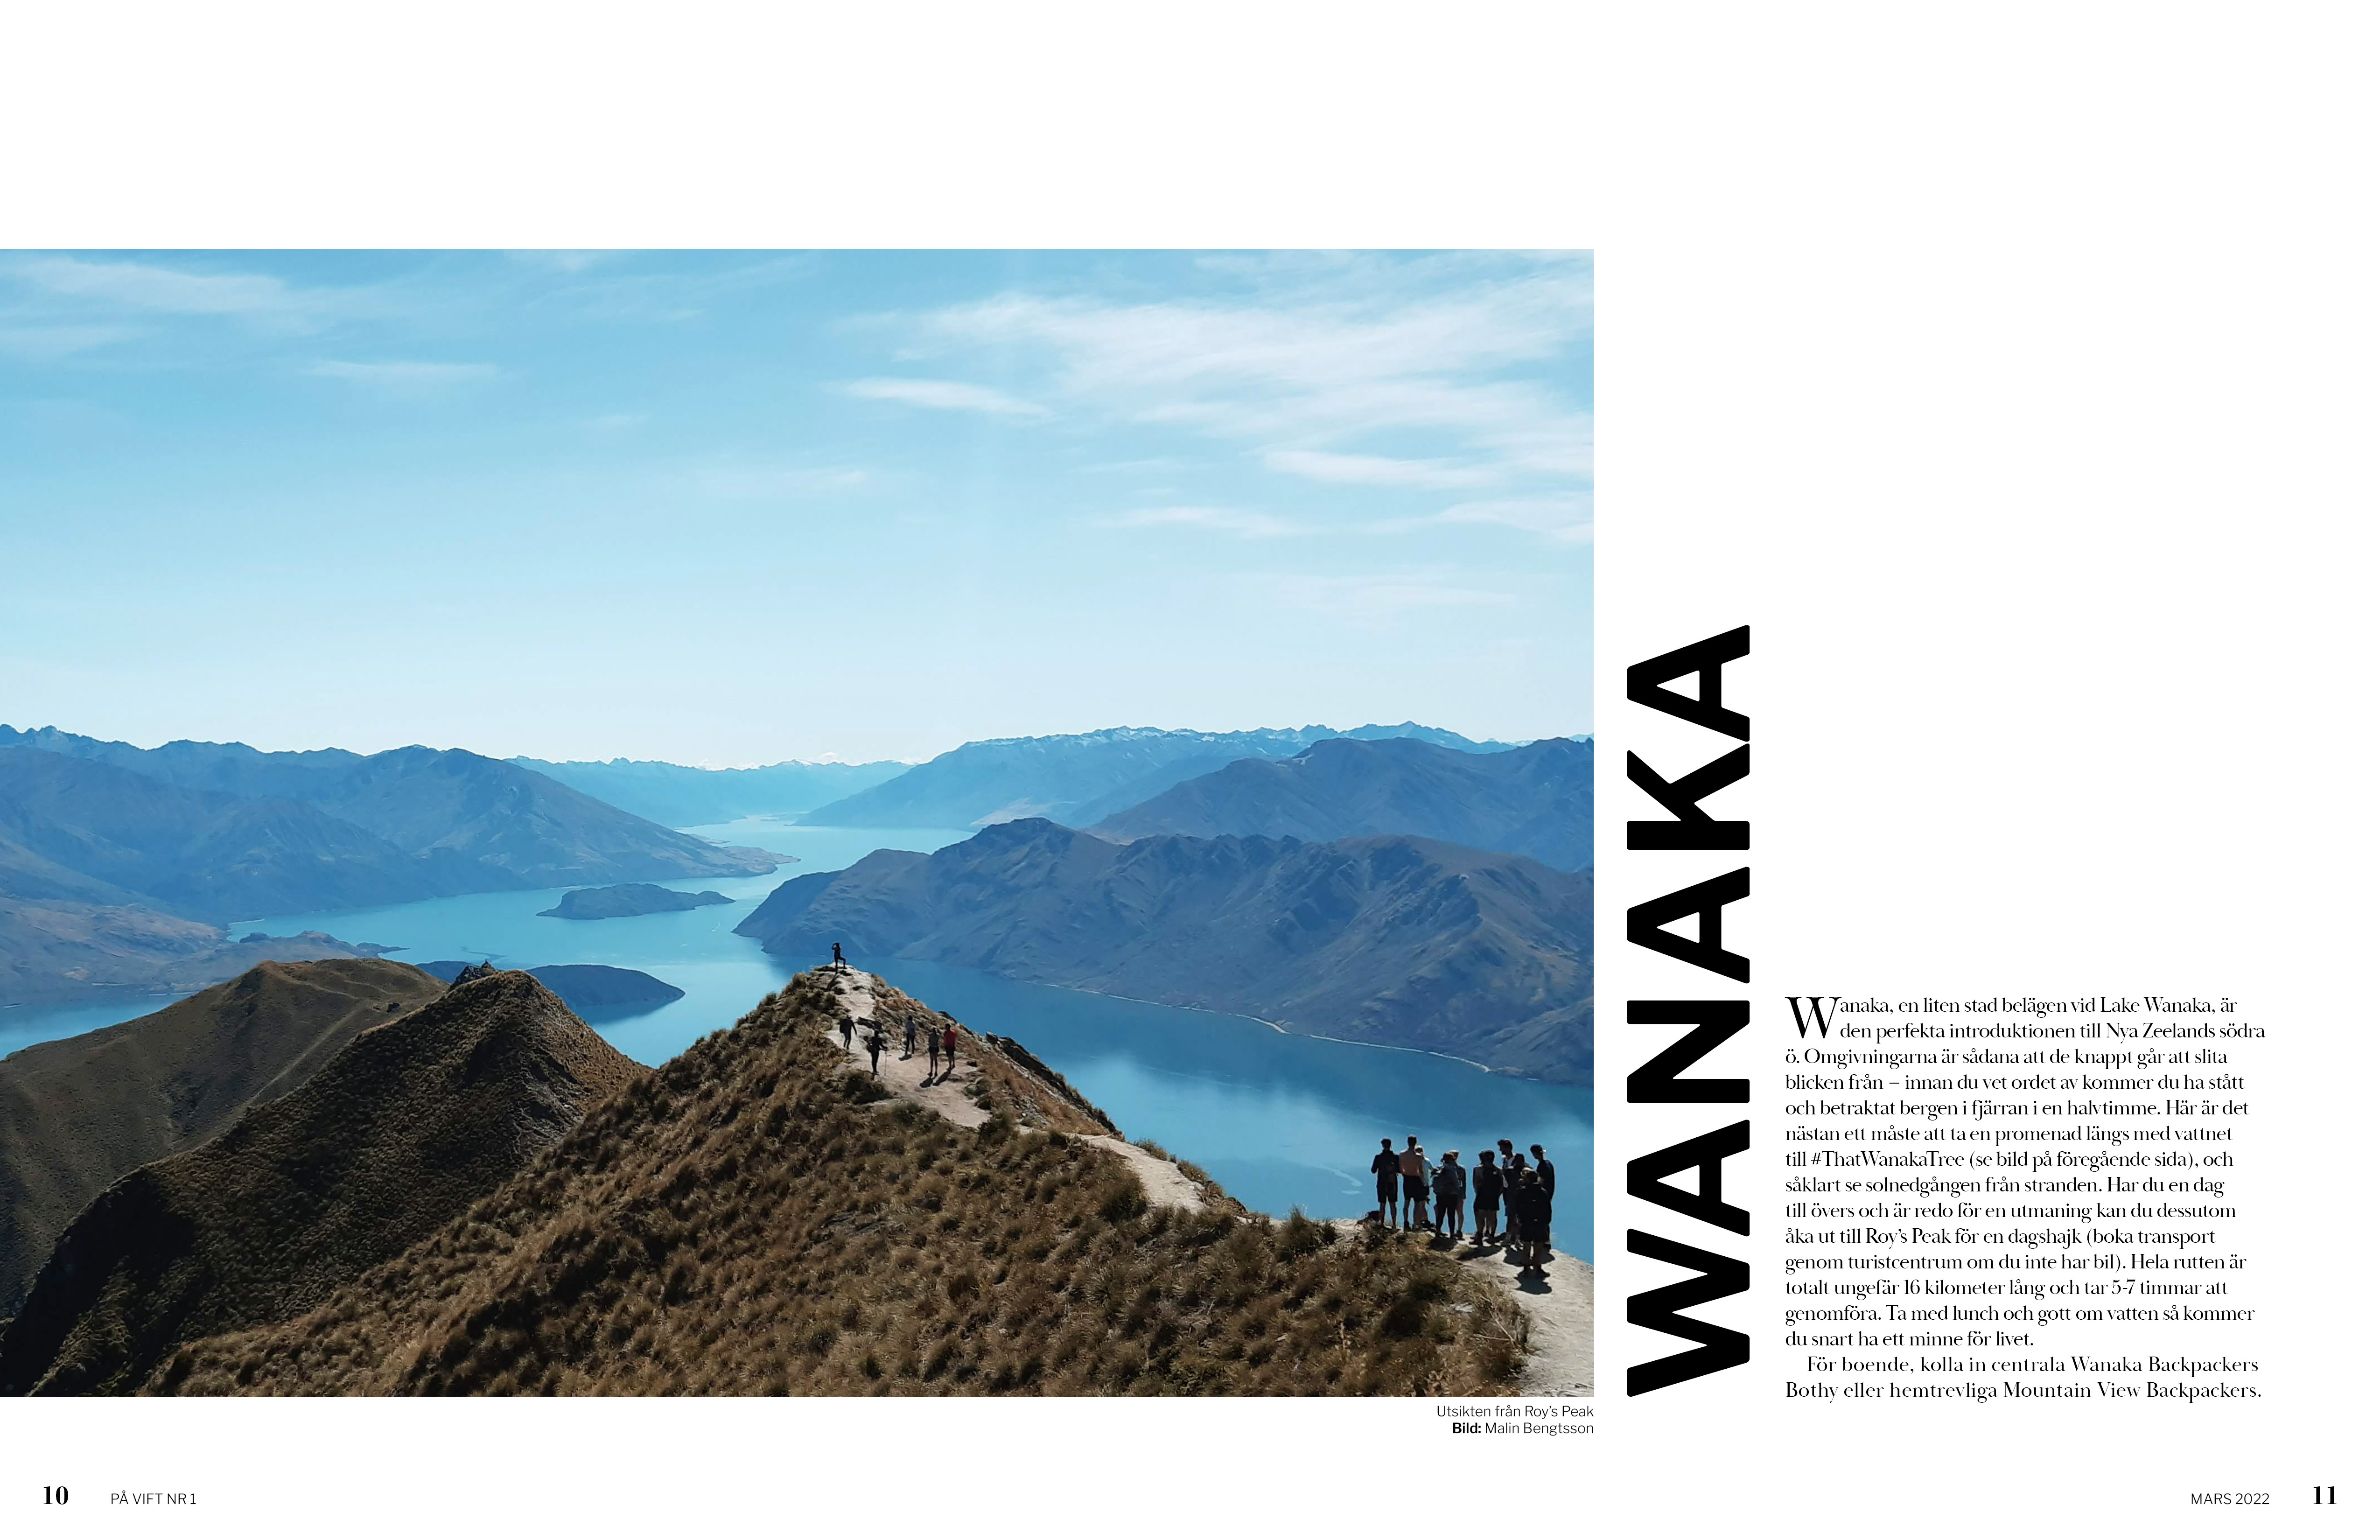 WANAKA
Wanaka, en liten stad belägen vid Lake Wanaka, är
den perfekta introduktionen till Nya Zeelands södra
ö. Omgivningarna är sådana att de knappt går att slita
blicken från – innan du vet ordet av kommer du ha stått
och betraktat bergen i fjärran i en halvtimme. Här är det
nästan ett måste att ta en promenad längs med vattnet
till #ThatWanakaTree (se bild på föregående sida), och
såklart se solnedgången från stranden. Har du en dag
till övers och är redo för en utmaning kan du dessutom
åka ut till Roy’s Peak för en dagshajk (boka transport
genom turistcentrum om du inte har bil). Hela rutten är
totalt ungefär 16 kilometer lång och tar 5-7 timmar att
genomföra. Ta med lunch och gott om vatten så kommer
du snart ha ett minne för livet.
För boende, kolla in centrala Wanaka Backpackers
Bothy eller hemtrevliga Mountain View Backpackers.
Utsikten från Roy’s Peak
Bild: Malin Bengtsson
10 PÅ VIFT NR 1
MARS 2022 11